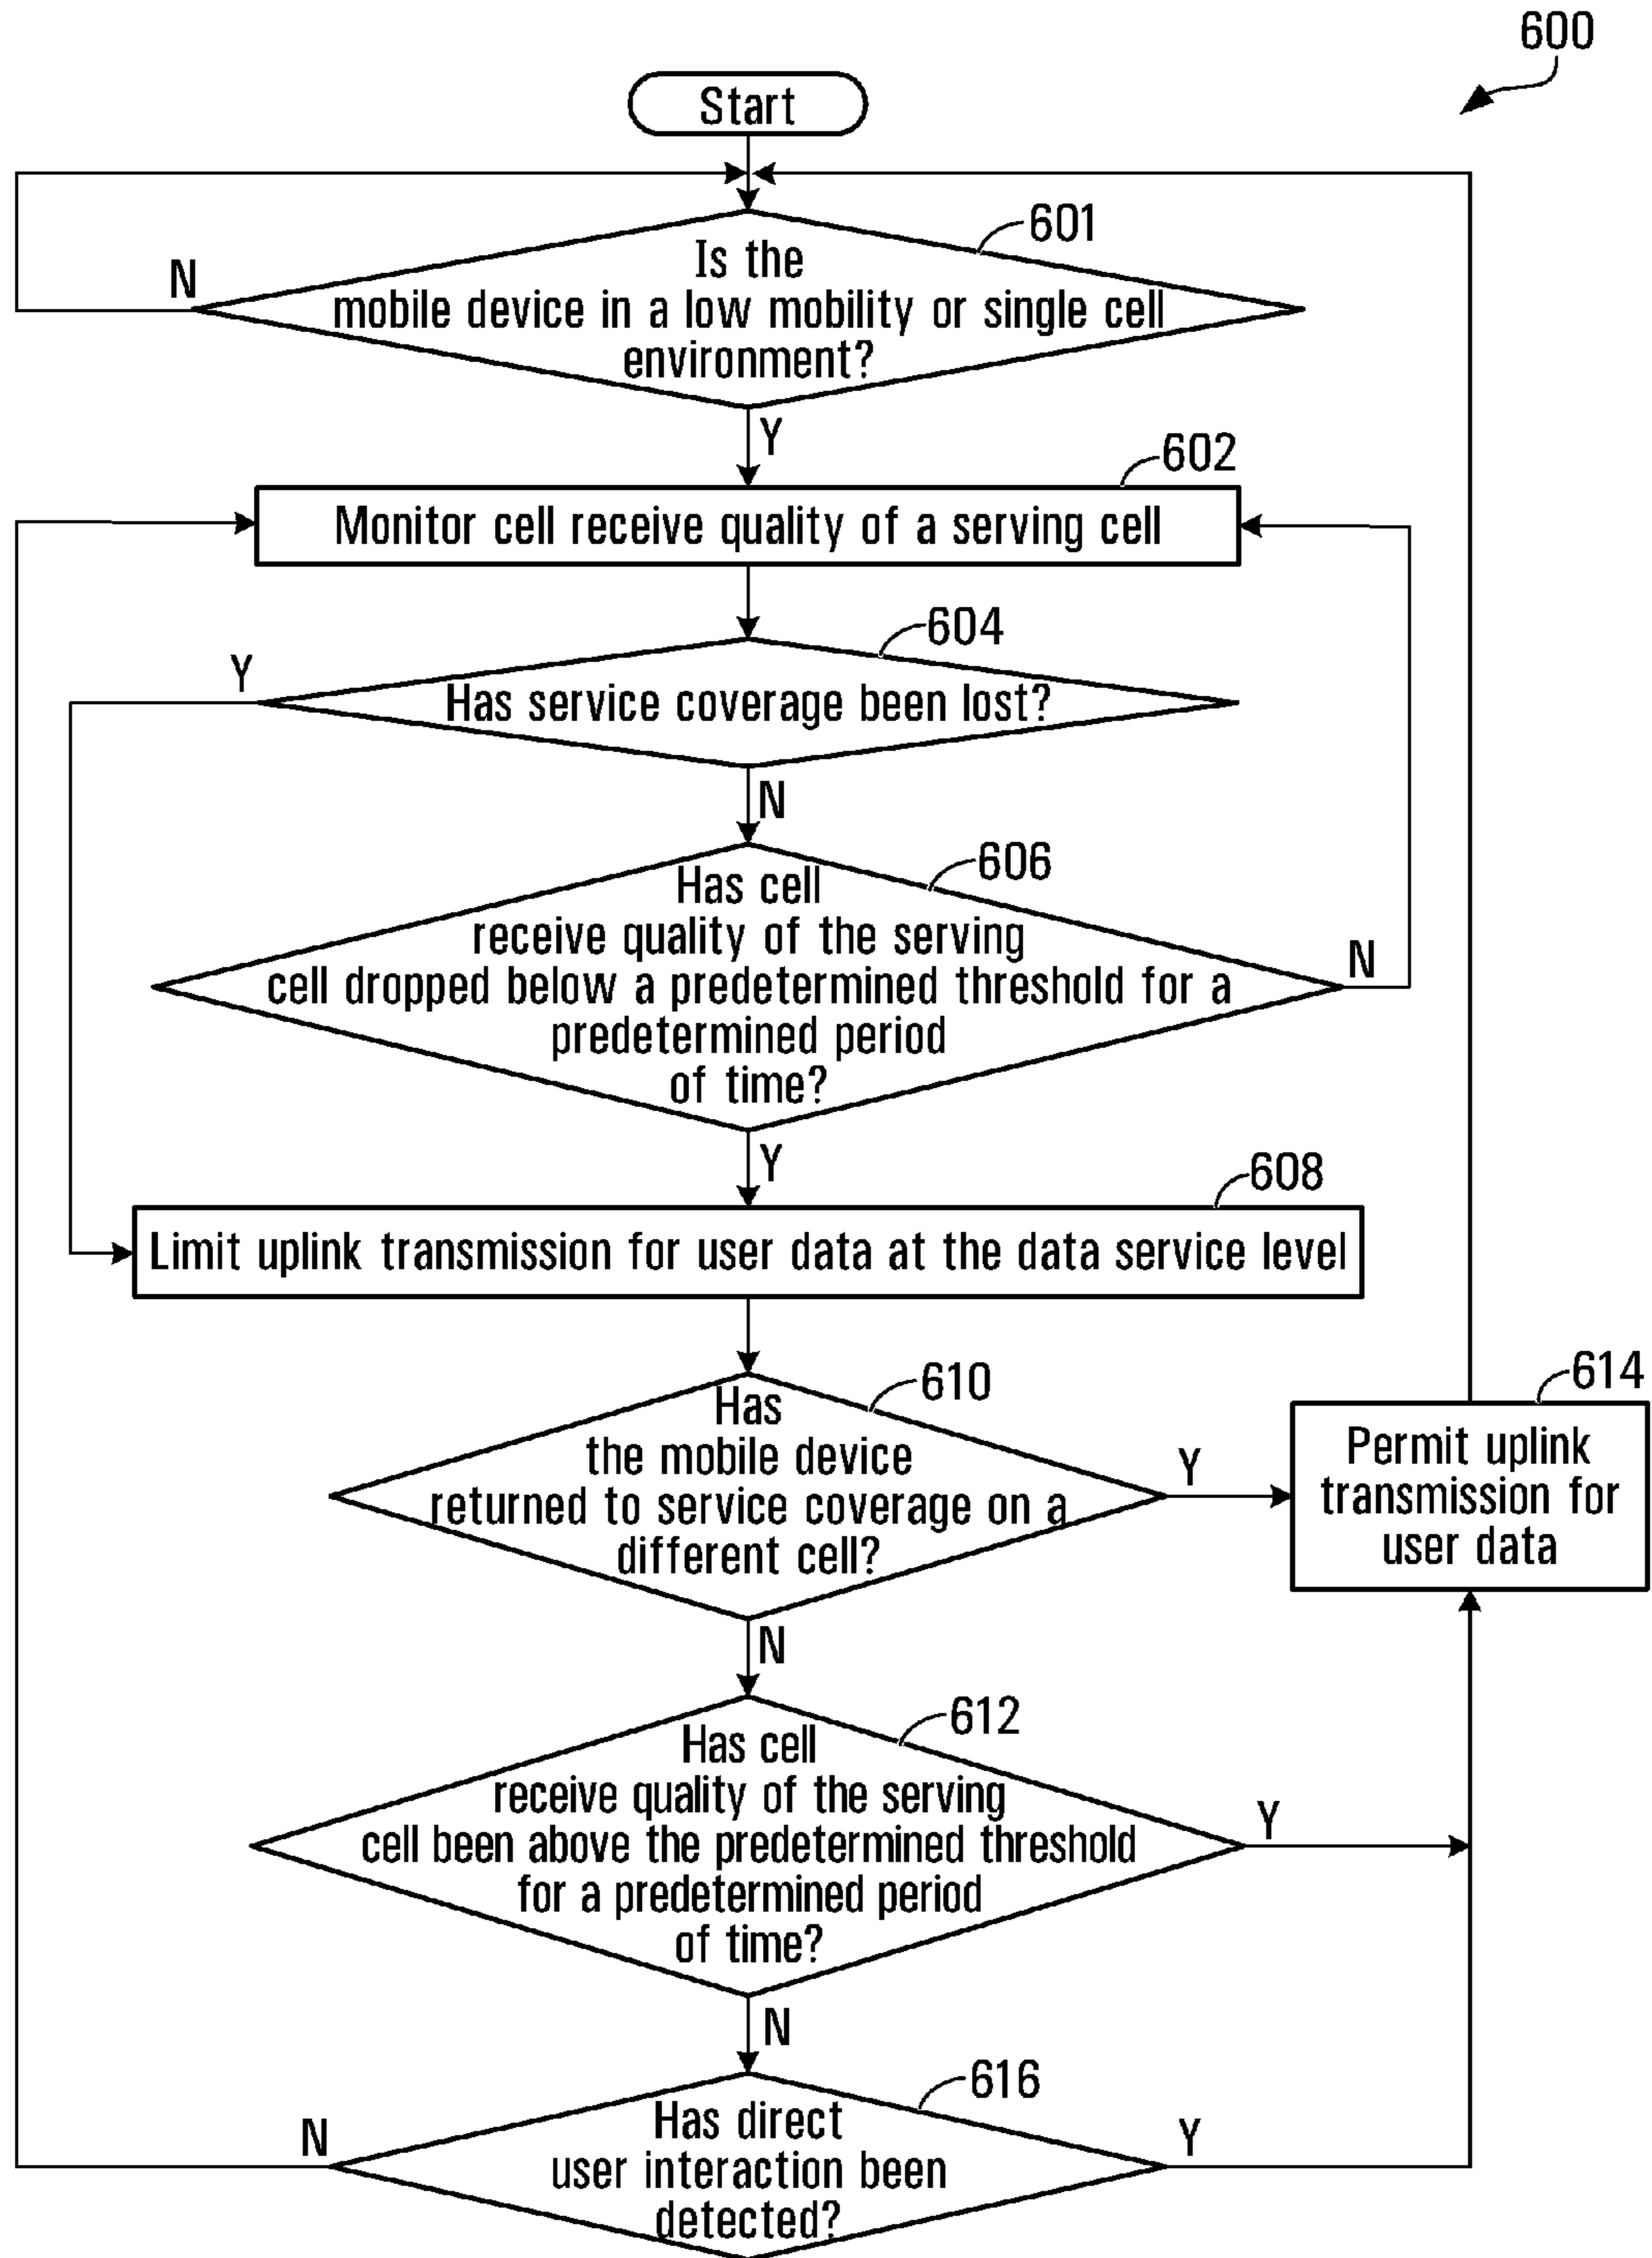 600
Start
601
Is the
mobile device in a low mobility or single cell
environment?
N
Y
602
Monitor cell receive quality of a serving cell
604
Y
Has service coverage been lost?
N
606
Has cell
receive quality of the serving
cell dropped below a predetermined threshold for a
predetermined period
of time?
N
Y
608
Limit uplink transmission for user data at the data service level
610
Has
the mobile device
returned to service coverage on a
different cell?
Y
614
Permit uplink
transmission for
user data
N
612
Has cell
receive quality of the serving
cell been above the predetermined threshold
for a predetermined period
of time?
Y
N
616
Has direct
user interaction been
detected?
N
Y